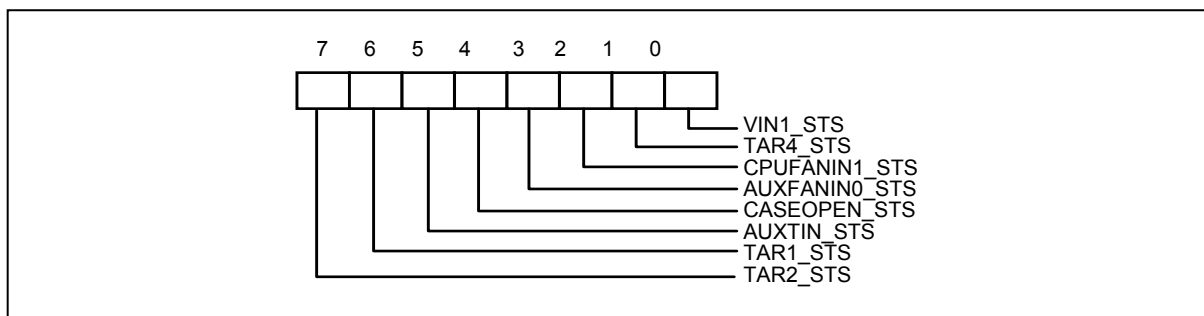 7 6 5 4 3 2 1 0
VIN1_STS
TAR4_STS
CPUFANIN1_STS
AUXFANIN0_STS
CASEOPEN_STS
AUXTIN_STS
TAR1_STS
TAR2_STS